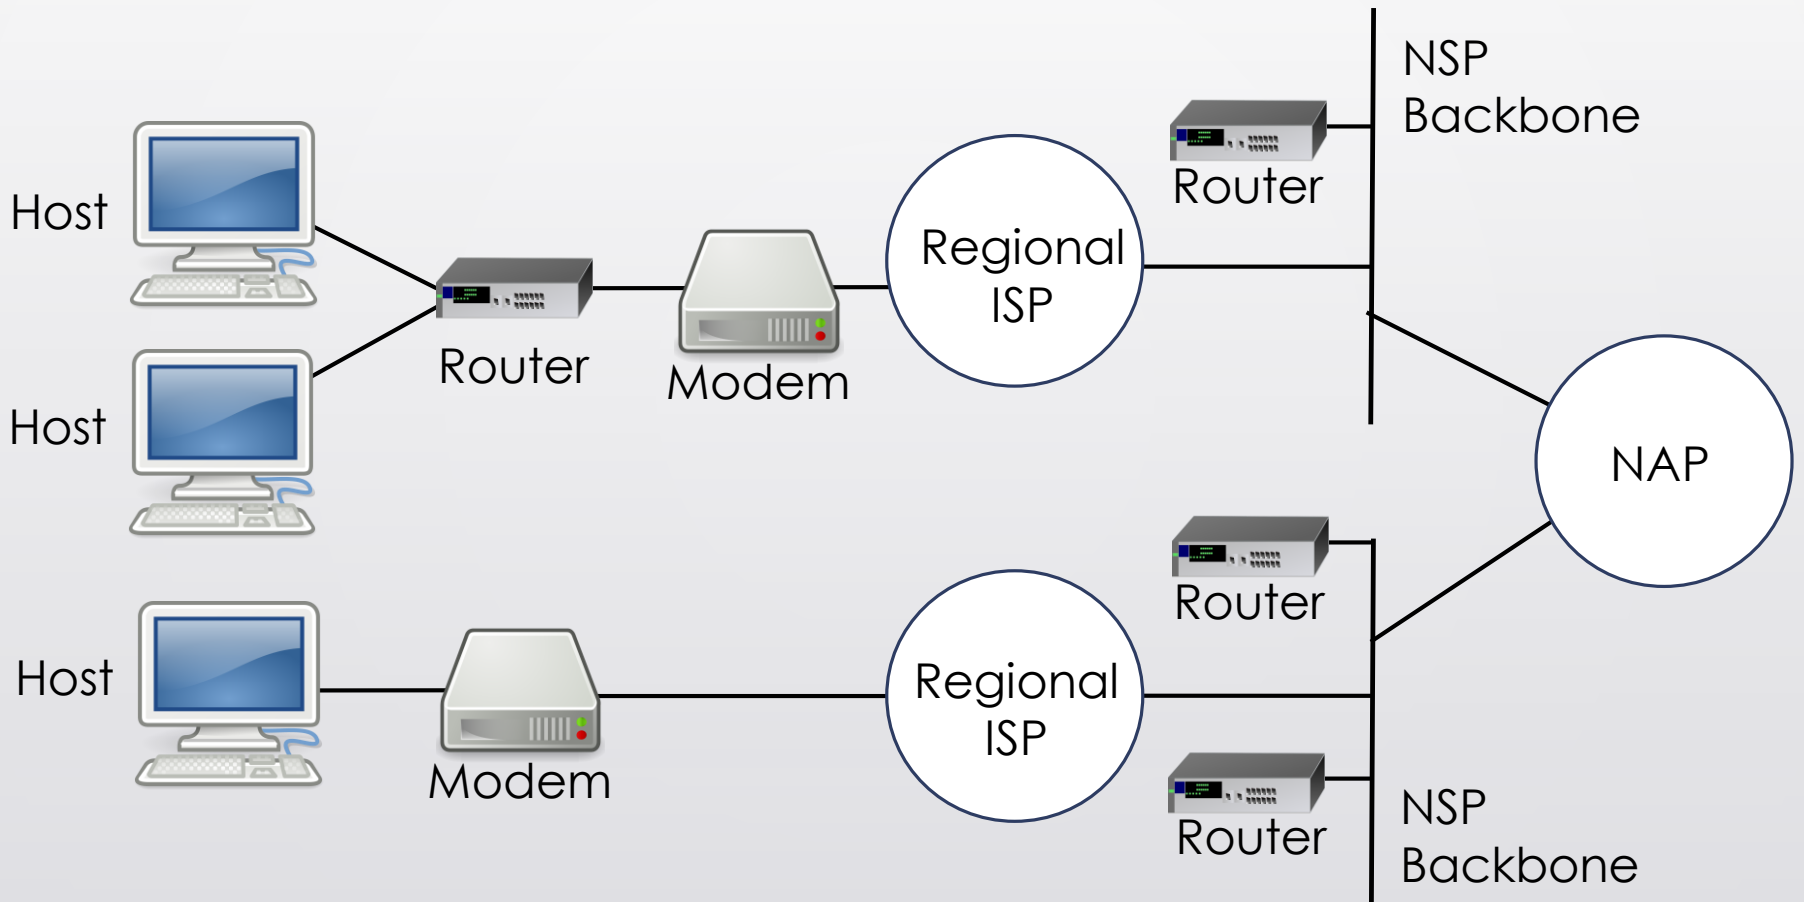 NSP
Backbone
Router
Host
Regional
ISP
Router
Modem
Host
NAP
Router
Host
Regional
ISP
Modem
Router
NSP
Backbone